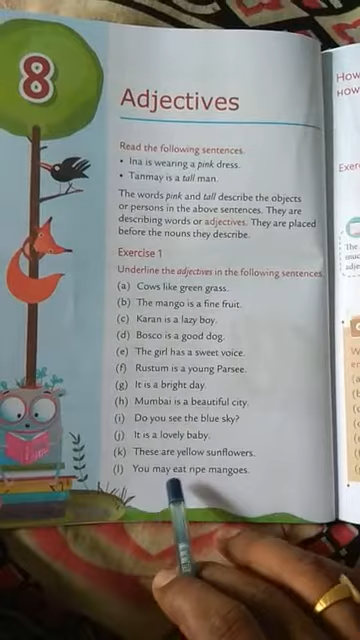 8
Adjectives
Read the following sentences.
• Ina is wearing a pink dress.
• Tanmay is a tall man.
The words pink and tall describe the objects
or persons in the above sentences. They are
describing words or adjectives. They are placed
before the nouns they describe.
Exercise 1
Underline the adjectives in the following sentences.
(a) Cows like green grass.
(b) The mango is a fine fruit.
(c) Karan is a lazy boy.
(d) Bosco is a good dog.
(e) The girl has a sweet voice.
(f) Rustum is a young Parsee.
(g) It is a bright day.
(h) Mumbai is a beautiful city.
(i) Do you see the blue sky?
(j) It is a lovely baby.
(k) These are yellow sunflowers.
(l) You may eat ripe mangoes.
How
The